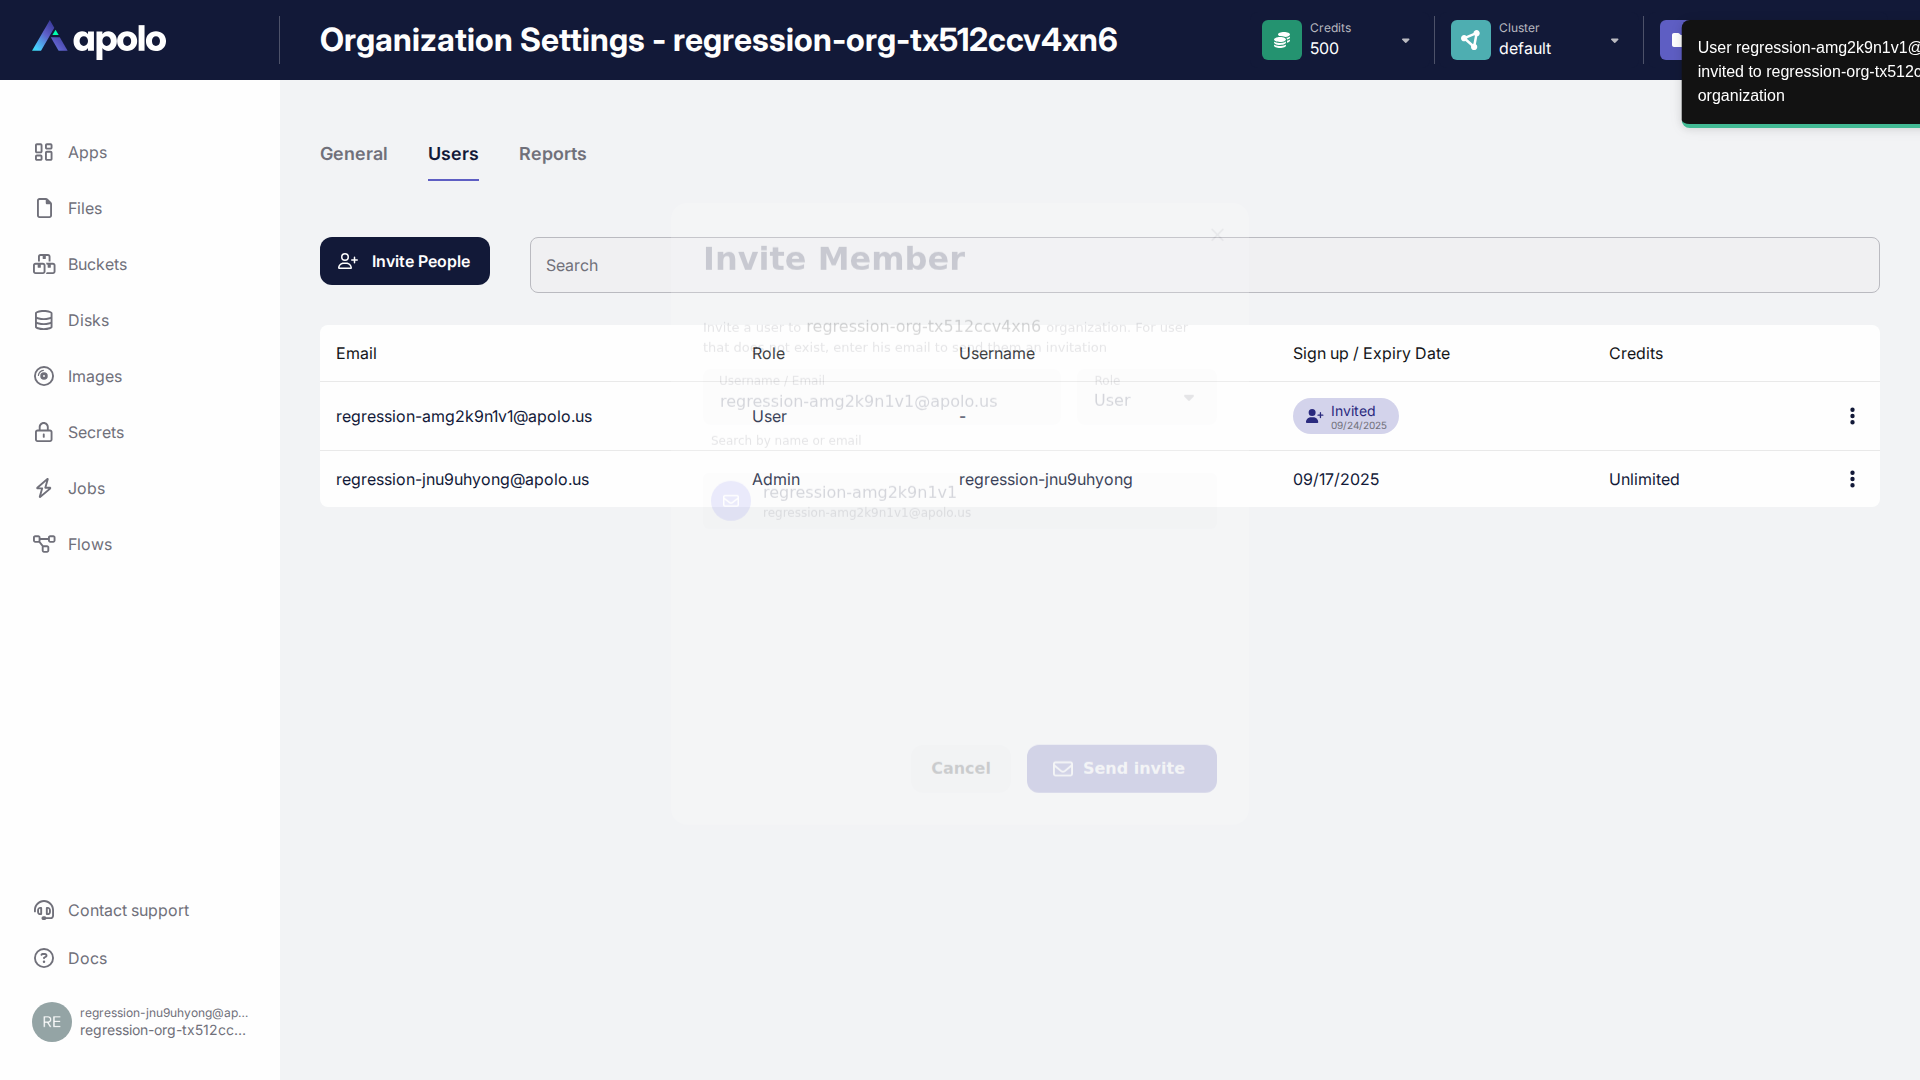 apolo
Organization Settings - regression-org-tx512ccv4xn6
Credits
500
Cluster
default
User regression-amg2k9n1v1@
invited to regression-org-tx512c
organization
Apps
Files
Buckets
Disks
Images
Secrets
Jobs
Flows
Contact support
Docs
RE
regression-jnu9uhyong@ap...
regression-org-tx512cc...
General
Users
Reports
Invite People
Search
Email
Role
Username
Sign up / Expiry Date
Credits
regression-amg2k9n1v1@apolo.us
User
-
Invited
09/24/2025
regression-jnu9uhyong@apolo.us
Admin
regression-jnu9uhyong
09/17/2025
Unlimited
Invite Member
Invite a user to regression-org-tx512ccv4xn6 organization. For user
that does not exist, enter his email to send them an invitation
Username / Email
regression-amg2k9n1v1@apolo.us
Role
User
Search by name or email
regression-amg2k9n1v1
regression-amg2k9n1v1@apolo.us
Cancel
Send invite